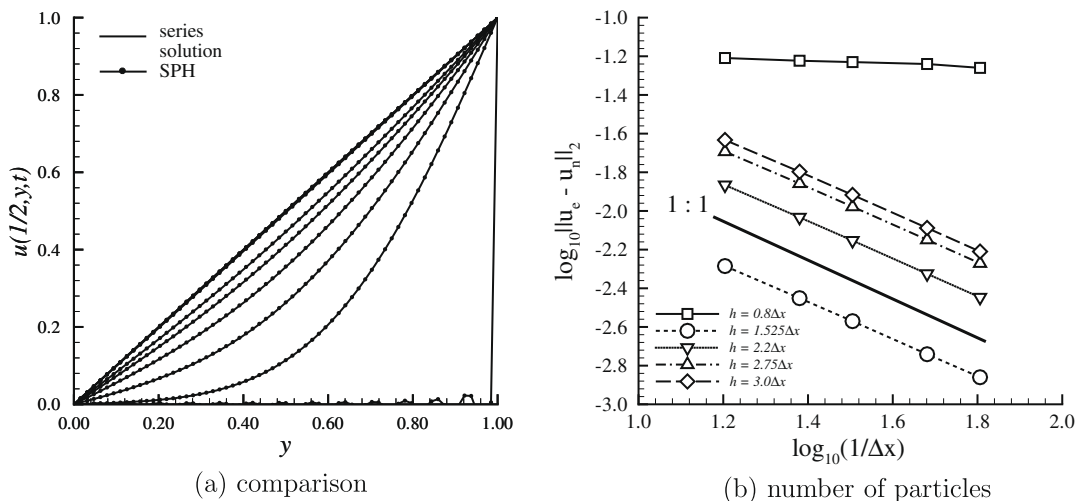 series
solution
SPH
1.0
0.8
0.6
0.4
0.2
0.0
u(1/2,y,t)
0.00 0.20 0.40 0.60 0.80 1.00
y
(a) comparison
-1.0
-1.2
-1.4
-1.6
-1.8
-2.0
-2.2
-2.4
-2.6
-2.8
-3.0
log10||ue - un||2
1 : 1
h = 0.8Δx
h = 1.525Δx
h = 2.2Δx
h = 2.75Δx
h = 3.0Δx
1.0 1.2 1.4 1.6 1.8 2.0
log10(1/Δx)
(b) number of particles